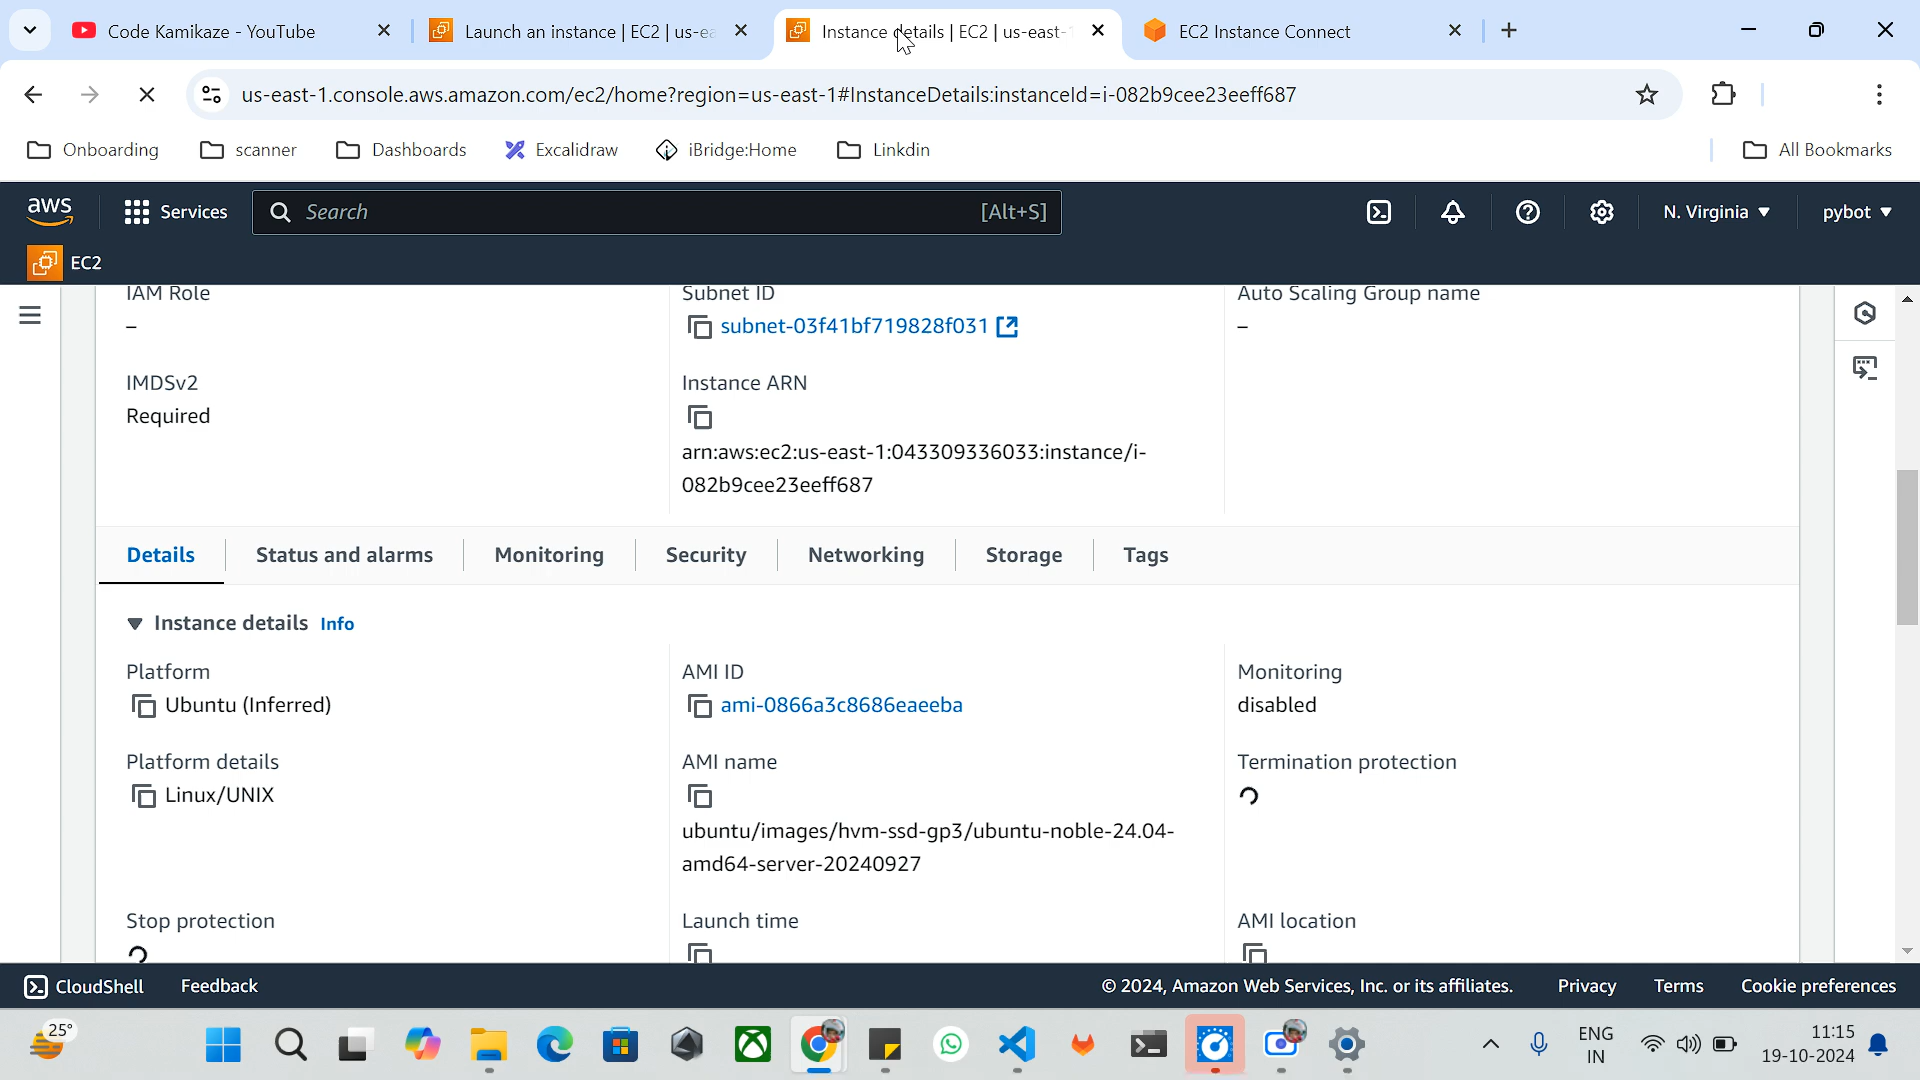 Code Kamikaze - YouTube
Launch an instance | EC2 | us-ea
Instance details | EC2 | us-east-1
EC2 Instance Connect
us-east-1.console.aws.amazon.com/ec2/home?region=us-east-1#InstanceDetails:instanceId=i-082b9cee23eeff687
Onboarding
scanner
Dashboards
Excalidraw
iBridge:Home
Linkdin
All Bookmarks
aws
Services
Search
[Alt+S]
N. Virginia
pybot
EC2
IAM Role
–
Subnet ID
subnet-03f41bf719828f031
Auto Scaling Group name
–
IMDSv2
Required
Instance ARN
arn:aws:ec2:us-east-1:043309336033:instance/i-
082b9cee23eeff687
Details
Status and alarms
Monitoring
Security
Networking
Storage
Tags
Instance details Info
Platform
Ubuntu (Inferred)
AMI ID
ami-0866a3c8686eaeeba
Monitoring
disabled
Platform details
Linux/UNIX
AMI name
ubuntu/images/hvm-ssd-gp3/ubuntu-noble-24.04-
amd64-server-20240927
Termination protection
Stop protection
Launch time
AMI location
CloudShell
Feedback
© 2024, Amazon Web Services, Inc. or its affiliates.
Privacy
Terms
Cookie preferences
25°
ENG
IN
11:15
19-10-2024